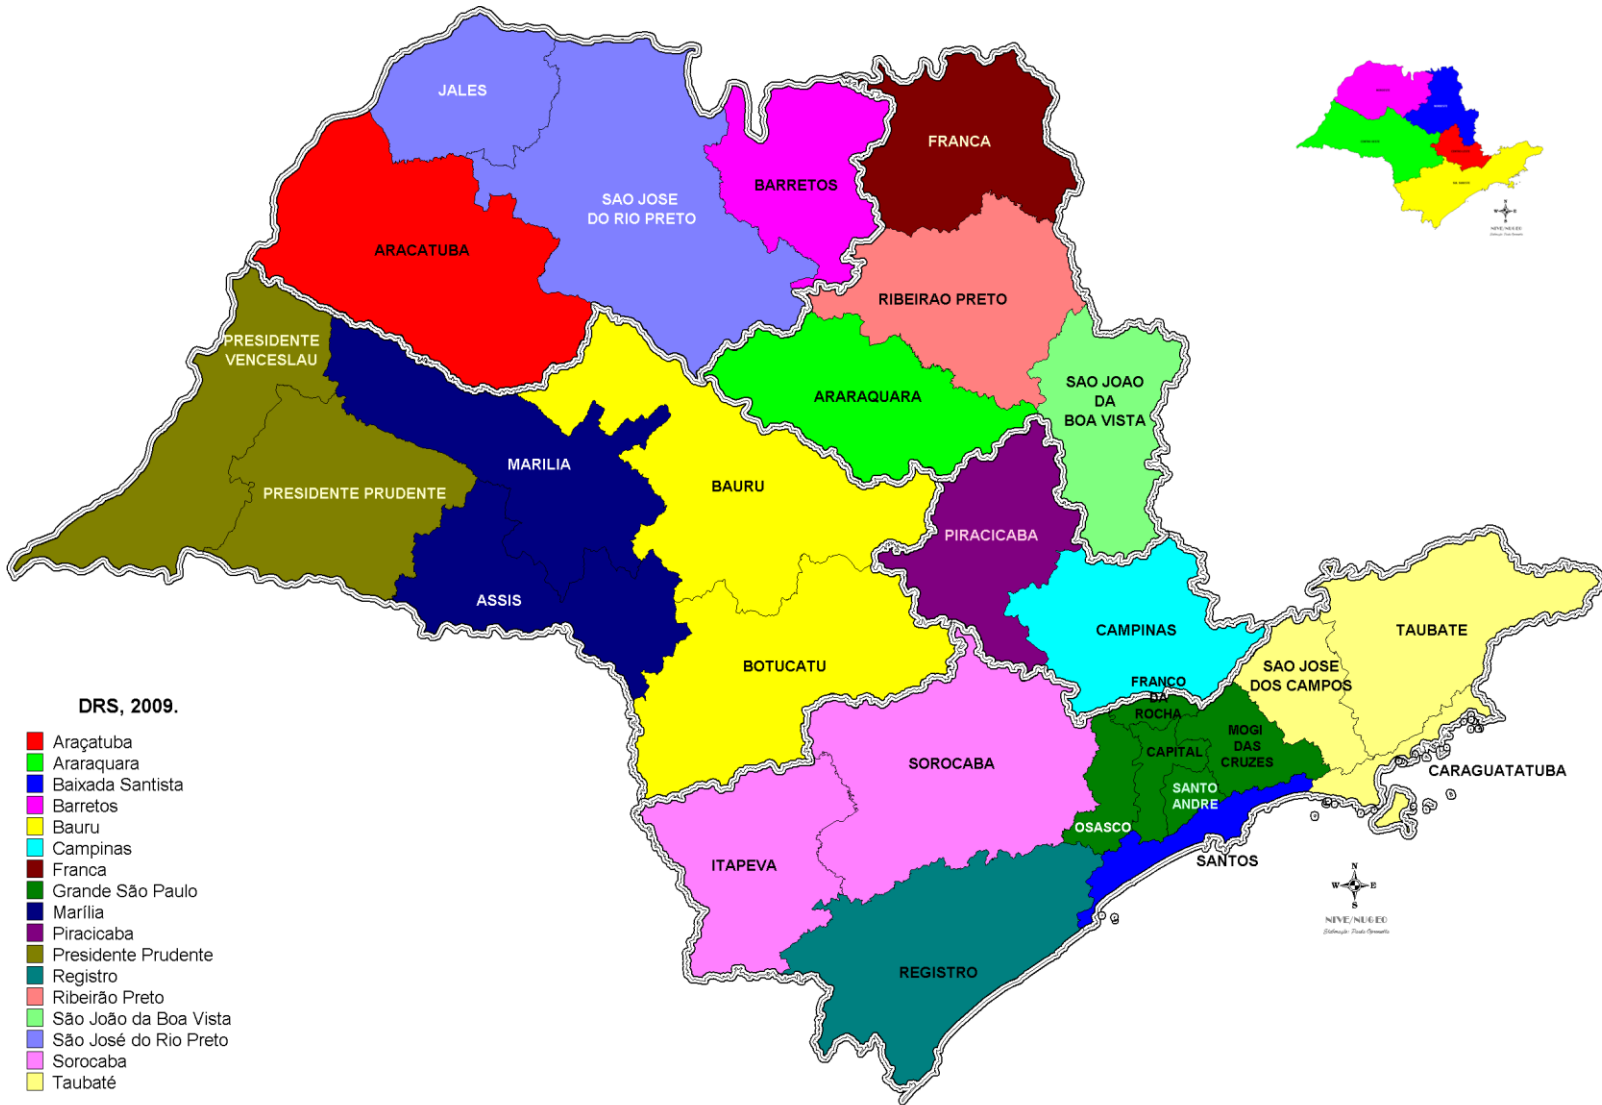 JALES
FRANCA
BARRETOS
SAO JOSE
DO RIO PRETO
ARACATUBA
RIBEIRAO PRETO
PRESIDENTE
VENCESLAU
SAO JOAO
DA
BOA VISTA
ARARAQUARA
MARILIA
BAURU
PRESIDENTE PRUDENTE
PIRACICABA
ASSIS
CAMPINAS
TAUBATE
BOTUCATU
SAO JOSE
DOS CAMPOS
FRANCO
DA
ROCHA
MOGI
DAS
CRUZES
CAPITAL
SOROCABA
CARAGUATATUBA
SANTO
ANDRE
OSASCO
SANTOS
ITAPEVA
REGISTRO
DRS, 2009.
Araçatuba
Araraquara
Baixada Santista
Barretos
Bauru
Campinas
Franca
Grande São Paulo
Marília
Piracicaba
Presidente Prudente
Registro
Ribeirão Preto
São João da Boa Vista
São José do Rio Preto
Sorocaba
Taubaté
N
W E
S
NIVE/NUGEO